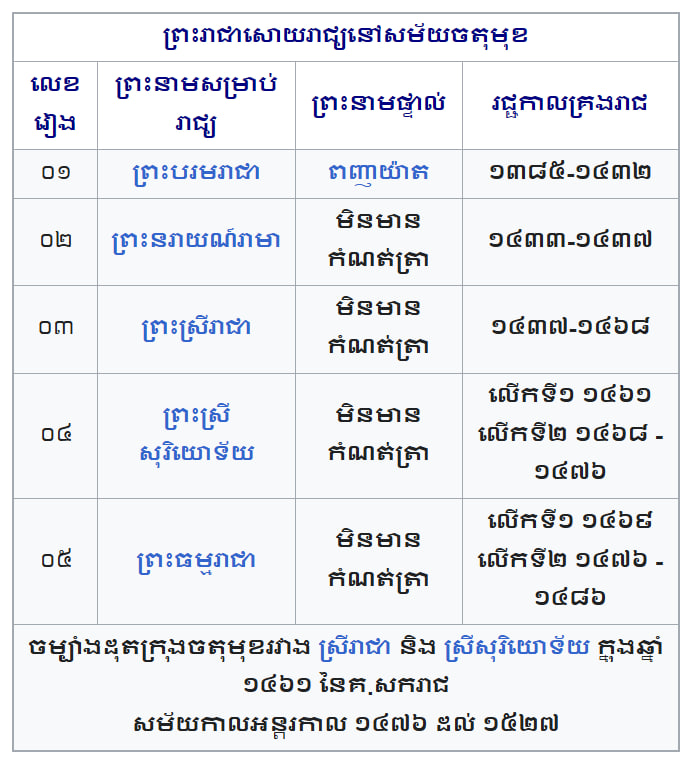 ព្រះរាជាសោយរាជ្យនៅសម័យចតុមុខ
លេខ
រៀង
ព្រះនាមសម្រាប់
រាជ្យ
ព្រះនាមផ្ទាល់
រជ្ជកាលគ្រងរាជ
០១
ព្រះបរមរាជា
ពញាយ៉ាត
១៣៨៥-១៤៣២
០២
ព្រះនរាយណ៍រាមា
មិនមាន
កំណត់ត្រា
១៤៣៣-១៤៣៧
០៣
ព្រះស្រីរាជា
មិនមាន
កំណត់ត្រា
១៤៣៧-១៤៦៨
០៤
ព្រះស្រី
សុរិយោទ័យ
មិនមាន
កំណត់ត្រា
លើកទី១ ១៤៦១
លើកទី២ ១៤៦៨ -
១៤៧៦
០៥
ព្រះធម្មរាជា
មិនមាន
កំណត់ត្រា
លើកទី១ ១៤៦៩
លើកទី២ ១៤៧៦ -
១៤៨៦
ចម្បាំងដុតក្រុងចតុមុខរវាង ស្រីរាជា និង ស្រីសុរិយោទ័យ ក្នុងឆ្នាំ
១៤៦១ នៃគ.សករាជ
សម័យកាលអន្តរកាល ១៤៧៦ ដល់ ១៥២៧